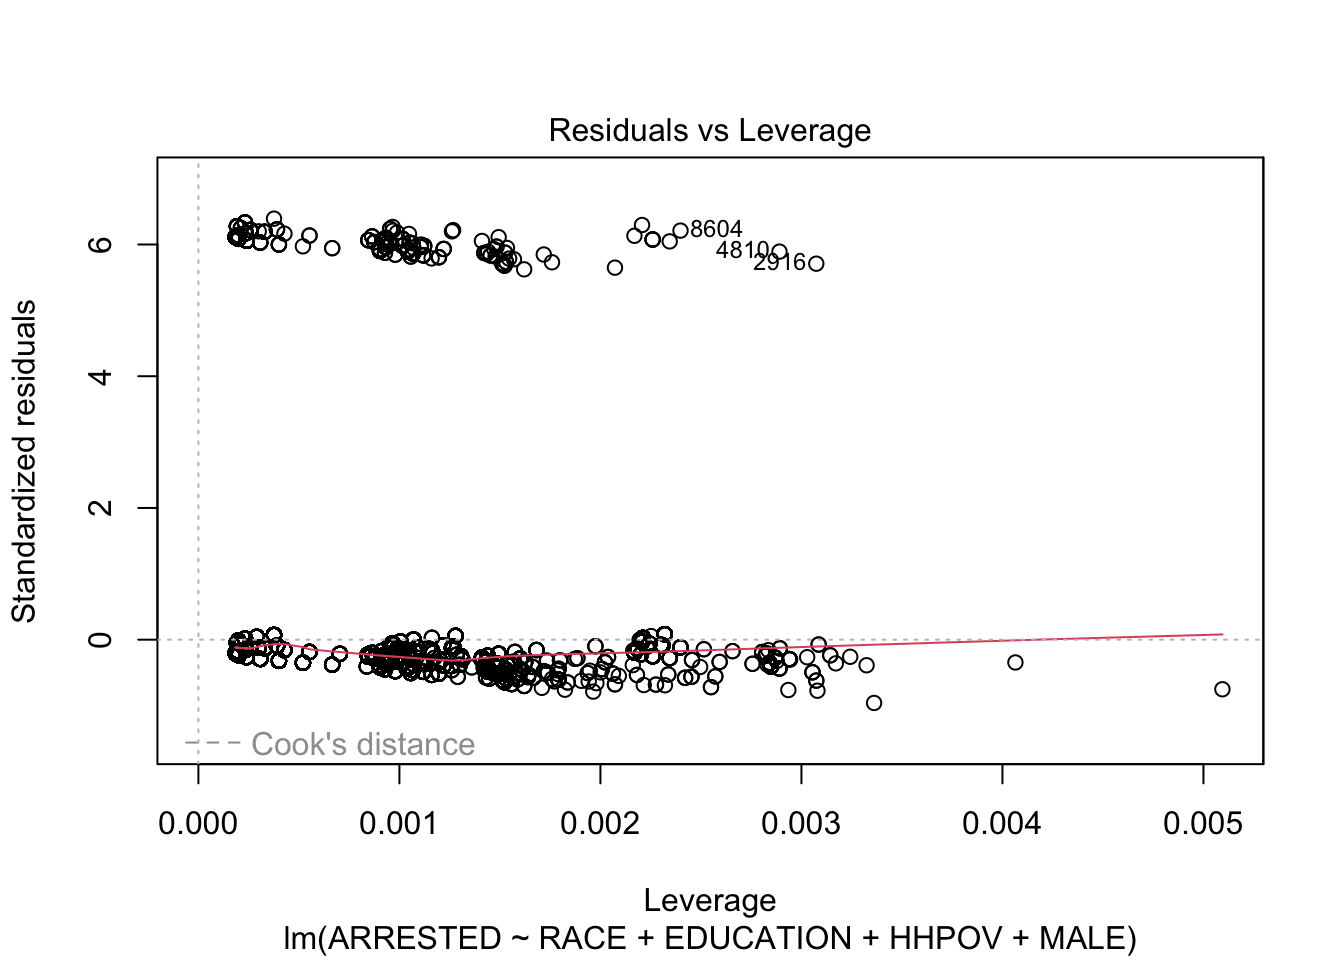 Residuals vs Leverage
Standardized residuals
6
4
2
0
8604
4810
2916
Cook's distance
0.000 0.001 0.002 0.003 0.004 0.005
Leverage
lm(ARRESTED ~ RACE + EDUCATION + HHPOV + MALE)